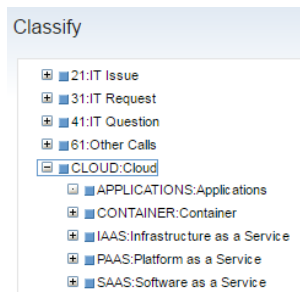 Classify
21:IT Issue
31:IT Request
41:IT Question
61:Other Calls
CLOUD:Cloud
APPLICATIONS:Applications
CONTAINER:Container
IAAS:Infrastructure as a Service
PAAS:Platform as a Service
SAAS:Software as a Service